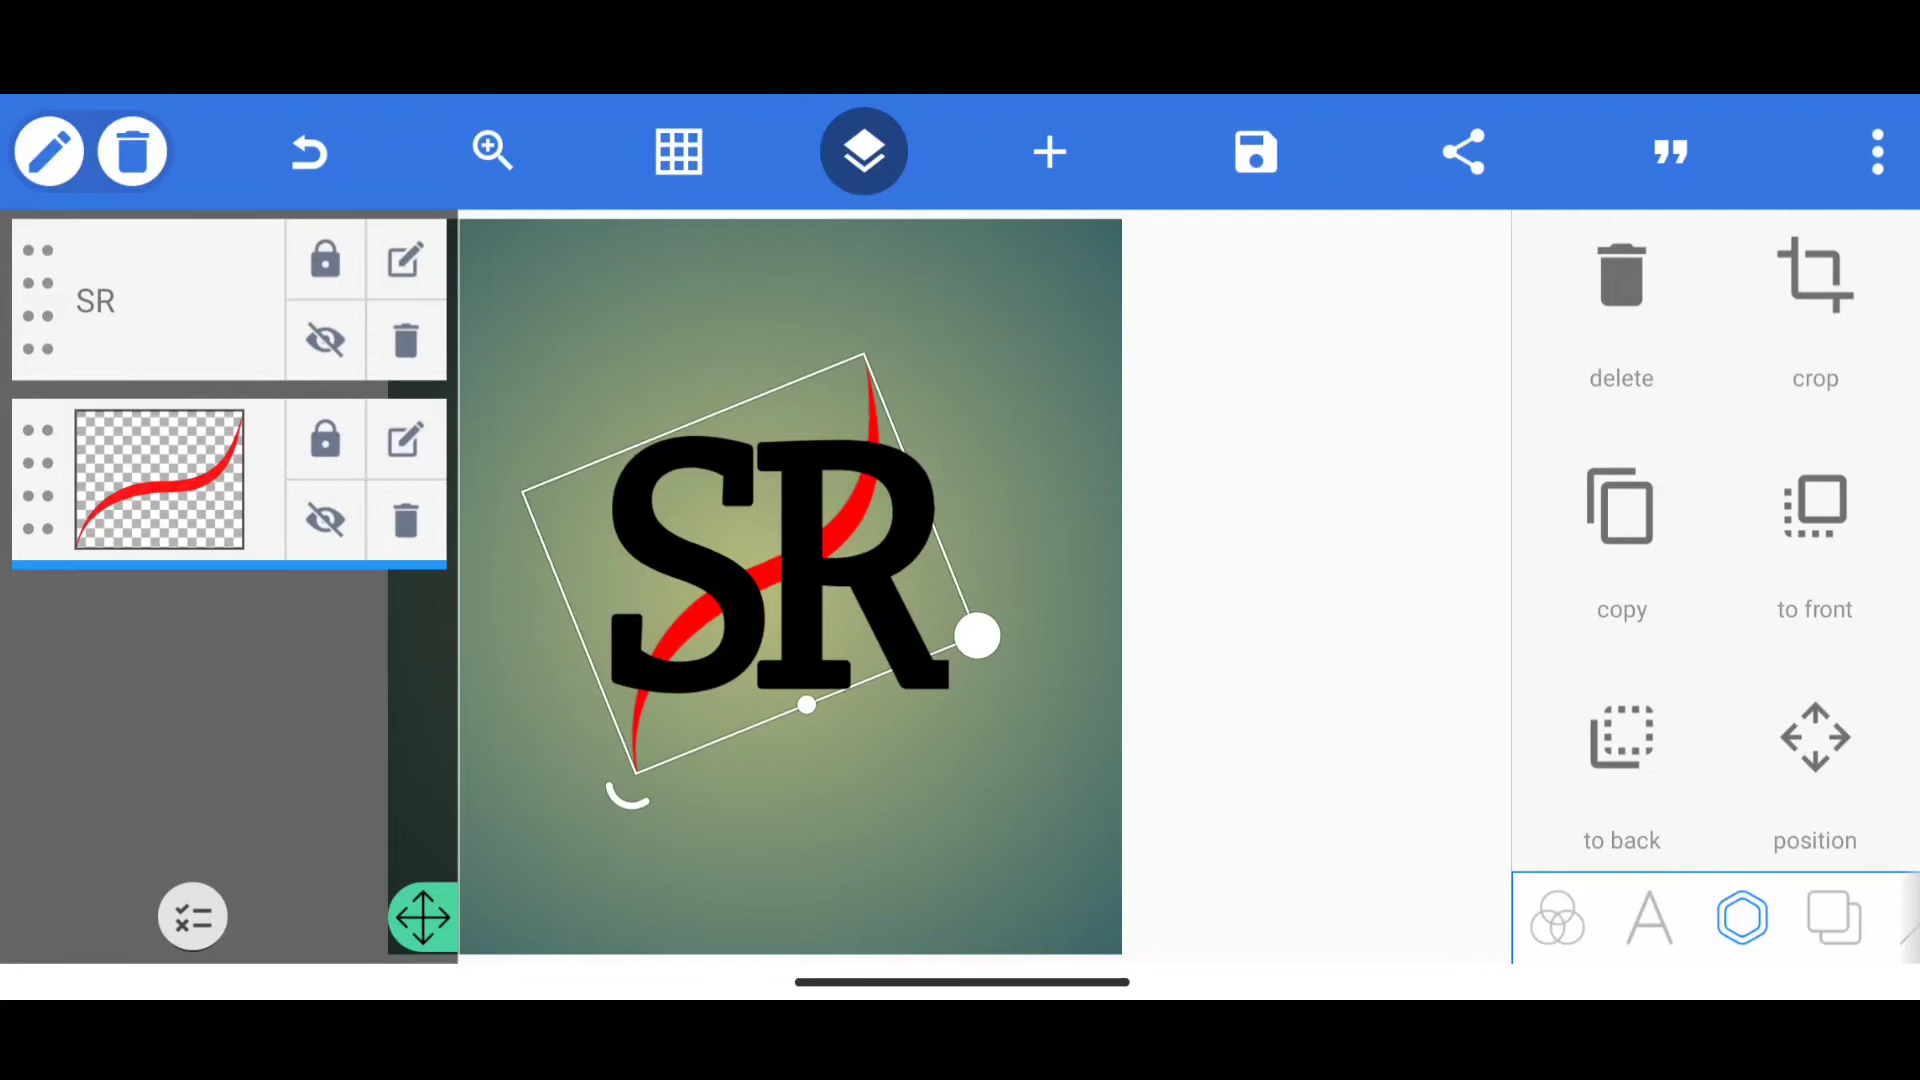 SR
SR
delete
crop
copy
to front
to back
position